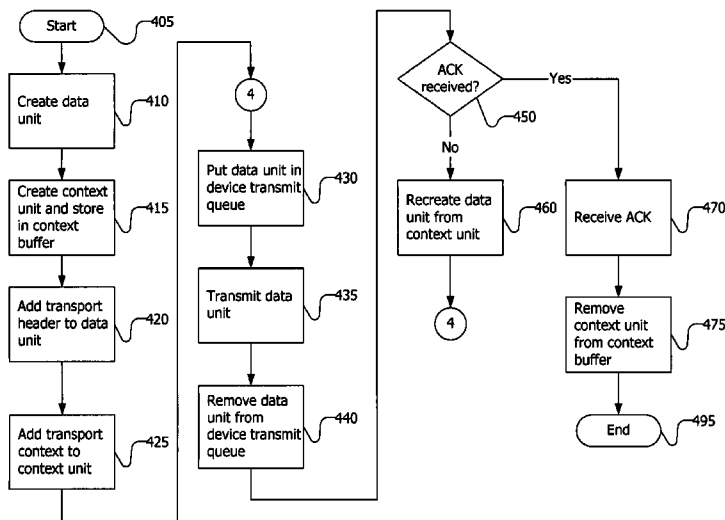 Start
405
Create data
unit
410
Create context
unit and store
in context
buffer
415
Add transport
header to data
unit
420
Add transport
context to
context unit
425
4
Put data unit in
device transmit
queue
430
Transmit data
unit
435
Remove data
unit from
device transmit
queue
440
ACK
received?
450
Yes
No
Recreate data
unit from
context unit
460
4
Receive ACK
470
Remove
context unit
from context
buffer
475
End
495